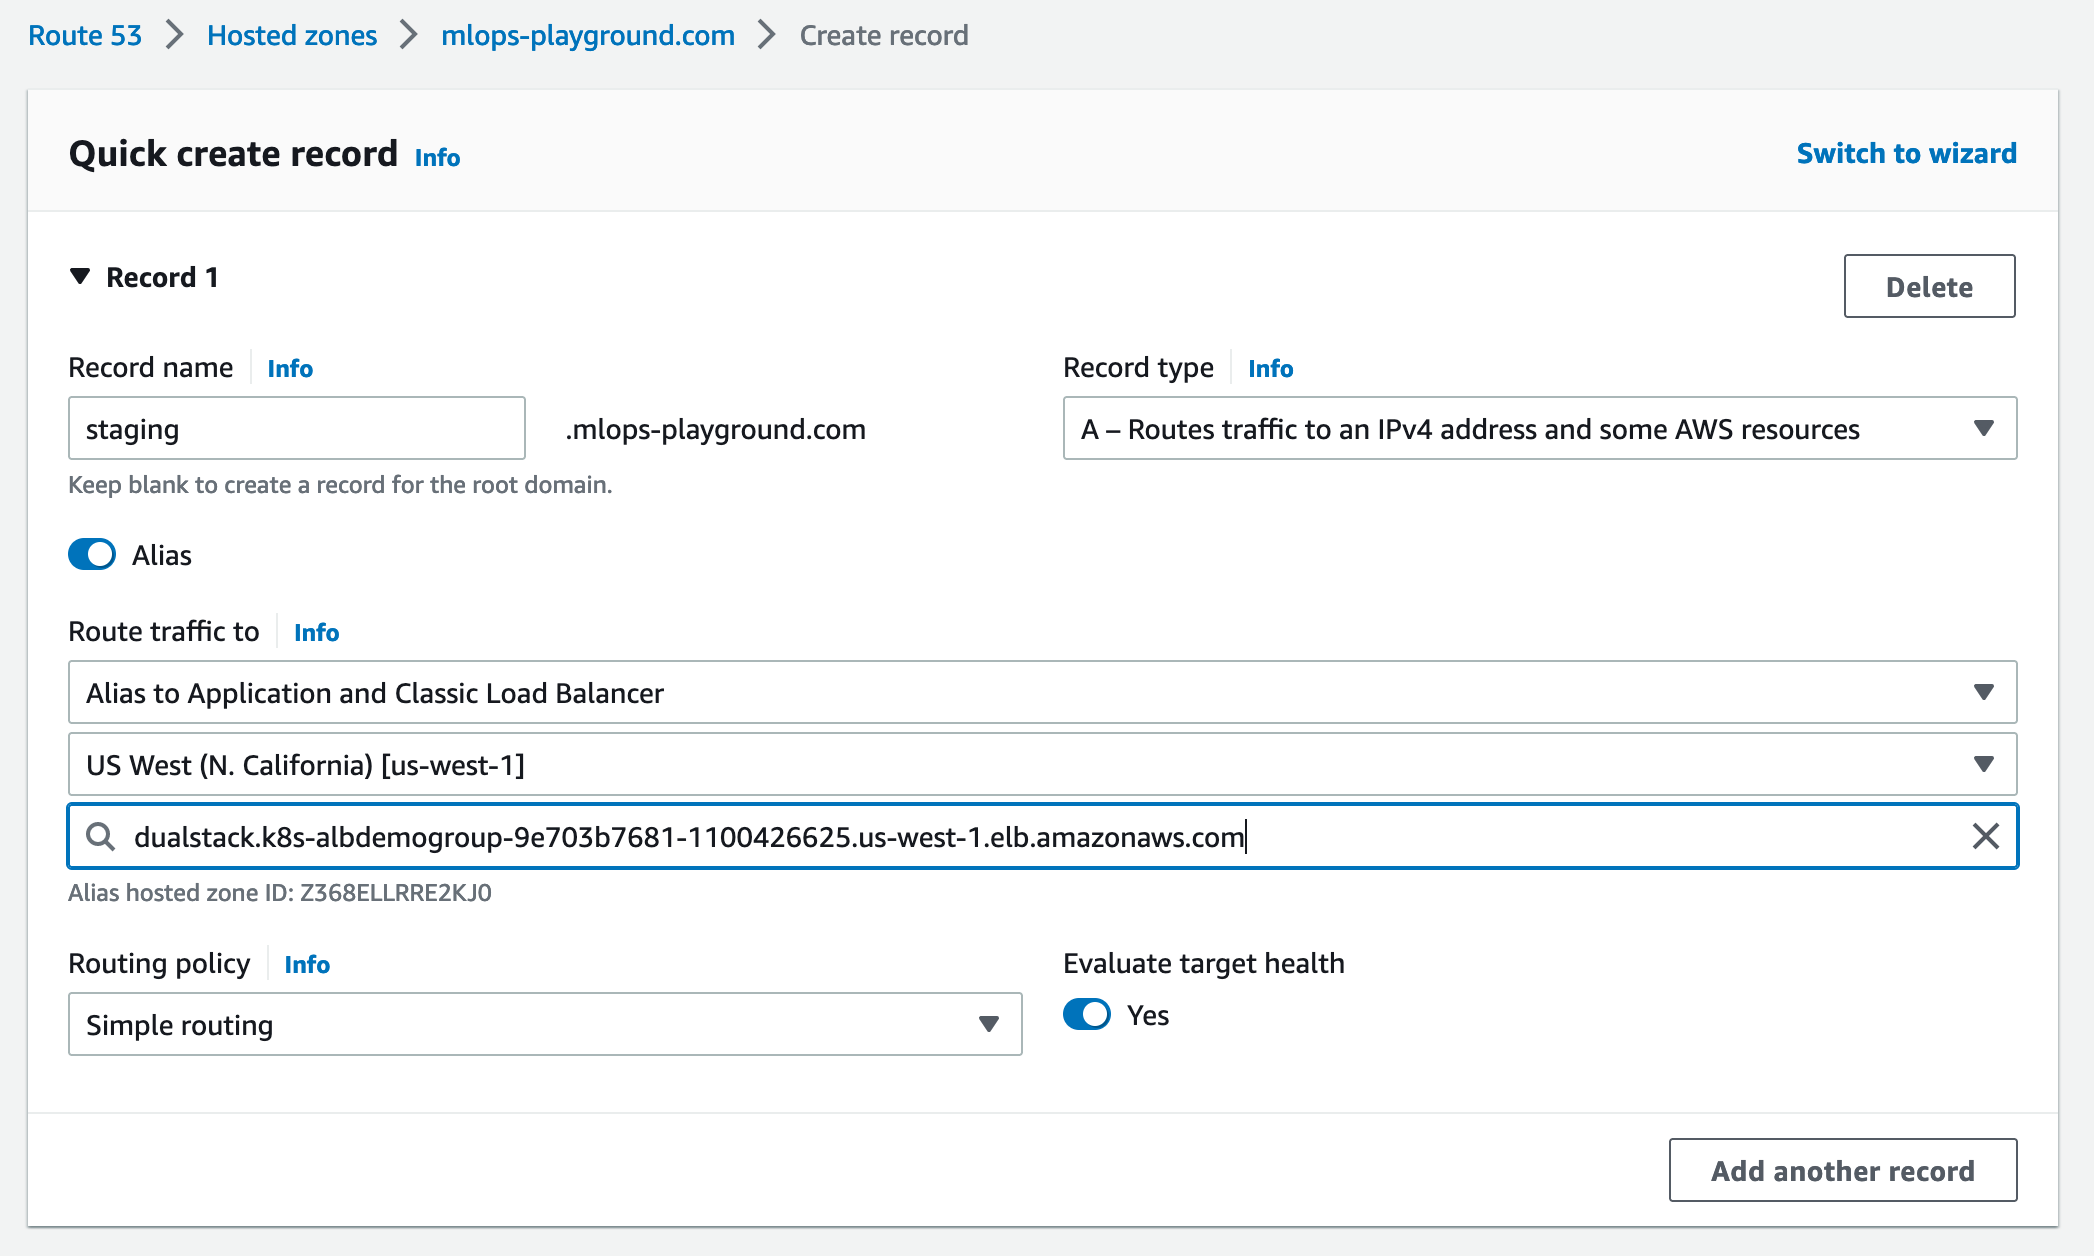 Route 53 > Hosted zones > mlops-playground.com > Create record
Quick create record Info
Switch to wizard
Record 1
Delete
Record name Info
staging .mlops-playground.com
Keep blank to create a record for the root domain.
Record type Info
A – Routes traffic to an IPv4 address and some AWS resources
Alias
Route traffic to Info
Alias to Application and Classic Load Balancer
US West (N. California) [us-west-1]
dualstack.k8s-albdemogroup-9e703b7681-1100426625.us-west-1.elb.amazonaws.com
Alias hosted zone ID: Z368ELLRRE2KJ0
Routing policy Info
Simple routing
Evaluate target health
Yes
Add another record